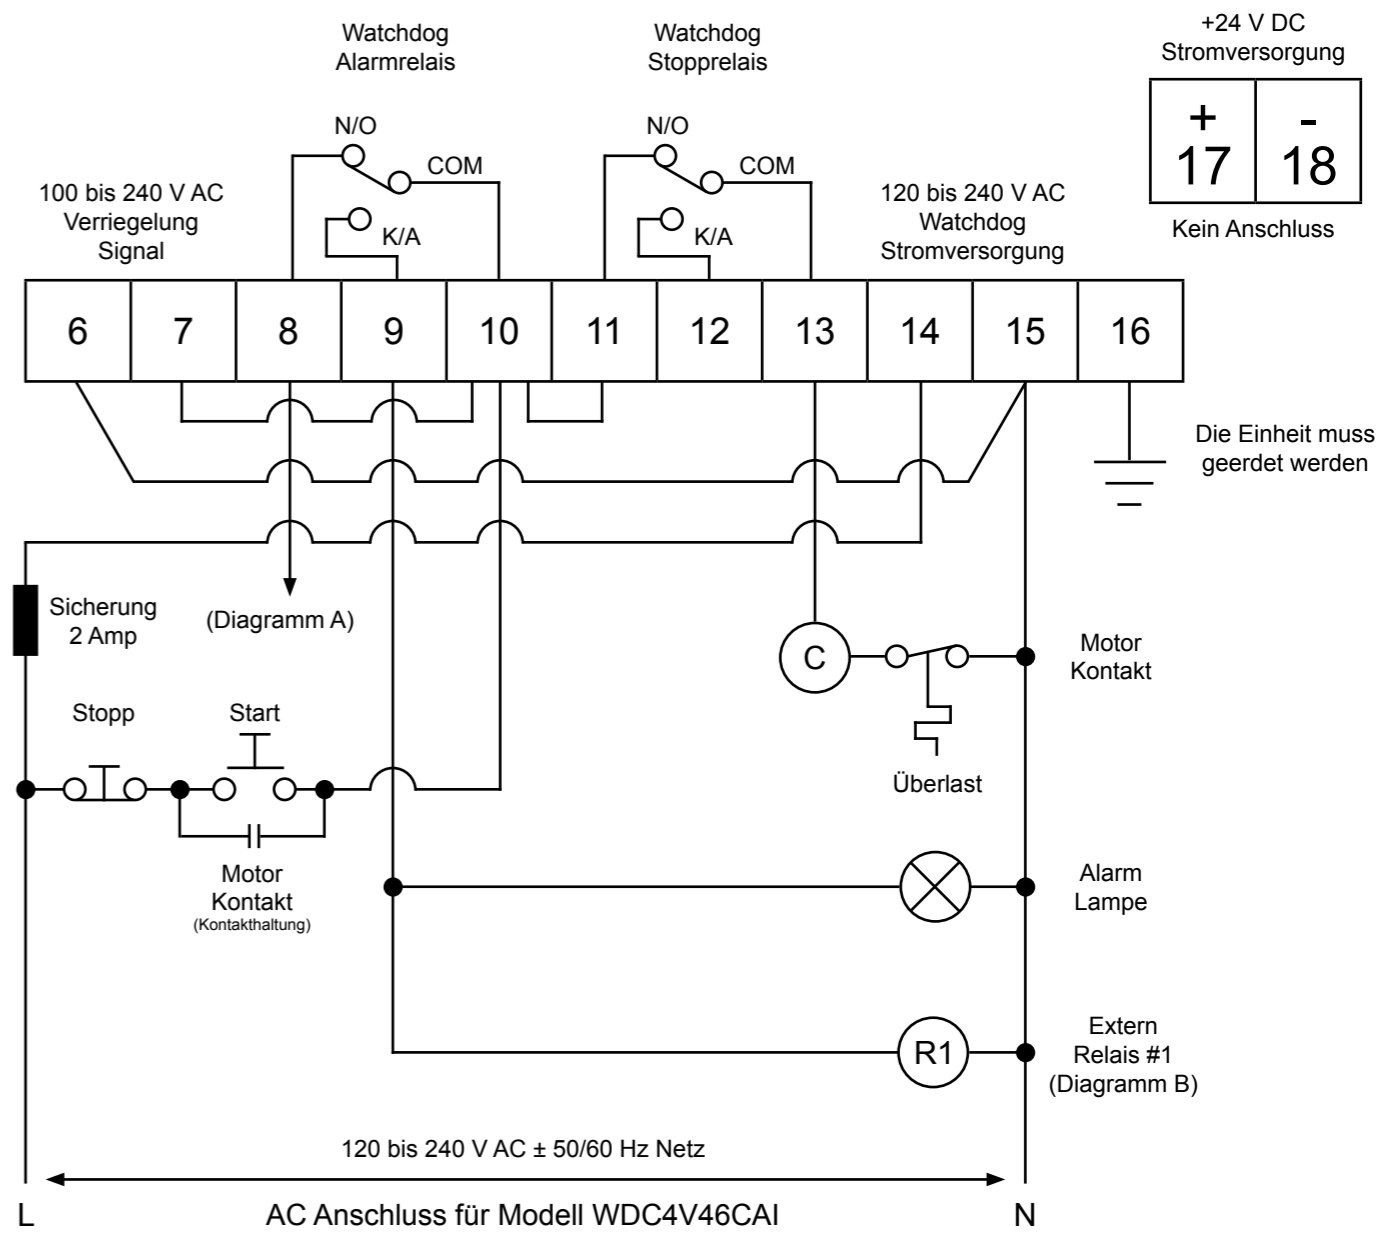 Watchdog
Alarmrelais
Watchdog
Stopprelais
+24 V DC
Stromversorgung
+
17
-
18
Kein Anschluss
N/O
COM
K/A
N/O
COM
K/A
100 bis 240 V AC
Verriegelung
Signal
120 bis 240 V AC
Watchdog
Stromversorgung
6
7
8
9
10
11
12
13
14
15
16
Die Einheit muss
geerdet werden
Sicherung
2 Amp
(Diagramm A)
C
Motor
Kontakt
Überlast
Stopp
Start
Motor
Kontakt
(Kontakthaltung)
Alarm
Lampe
R1
Extern
Relais #1
(Diagramm B)
120 bis 240 V AC ± 50/60 Hz Netz
L
AC Anschluss für Modell WDC4V46CAI
N